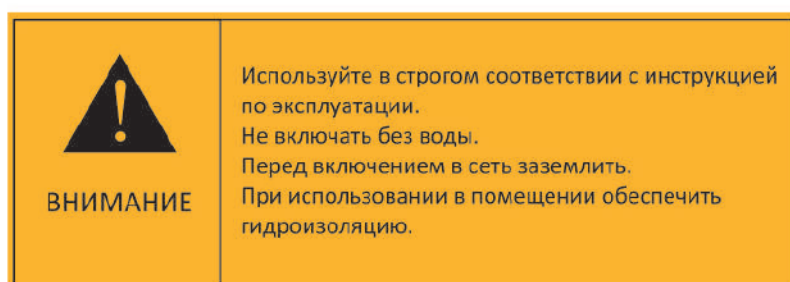 ВНИМАНИЕ
Используйте в строгом соответствии с инструкцией
по эксплуатации.
Не включать без воды.
Перед включением в сеть заземлить.
При использовании в помещении обеспечить
гидроизоляцию.